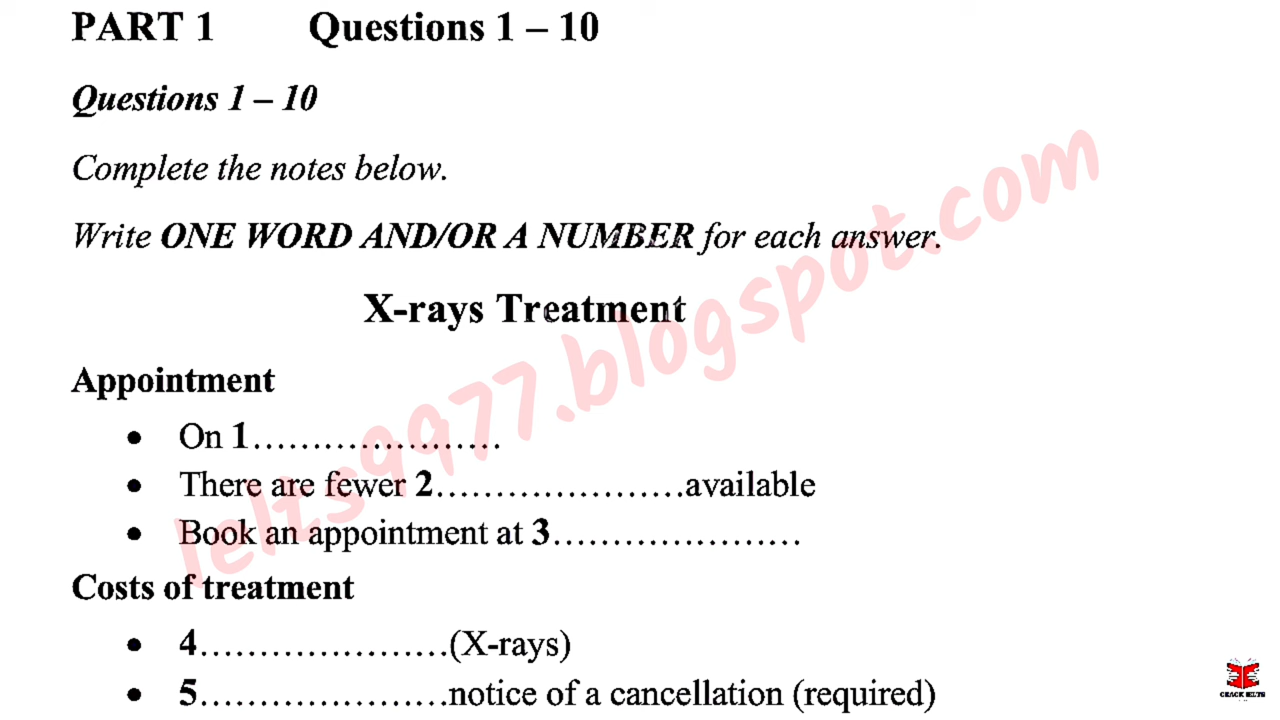 PART 1 Questions 1 – 10
Questions 1 – 10
Complete the notes below.
Write ONE WORD AND/OR A NUMBER for each answer.
X-rays Treatment
Appointment
• On 1.....................
• There are fewer 2.....................available
• Book an appointment at 3.....................
Costs of treatment
• 4.....................(X-rays)
• 5.....................notice of a cancellation (required)
Ielts9977.blogspot.com
CRACK IELTS